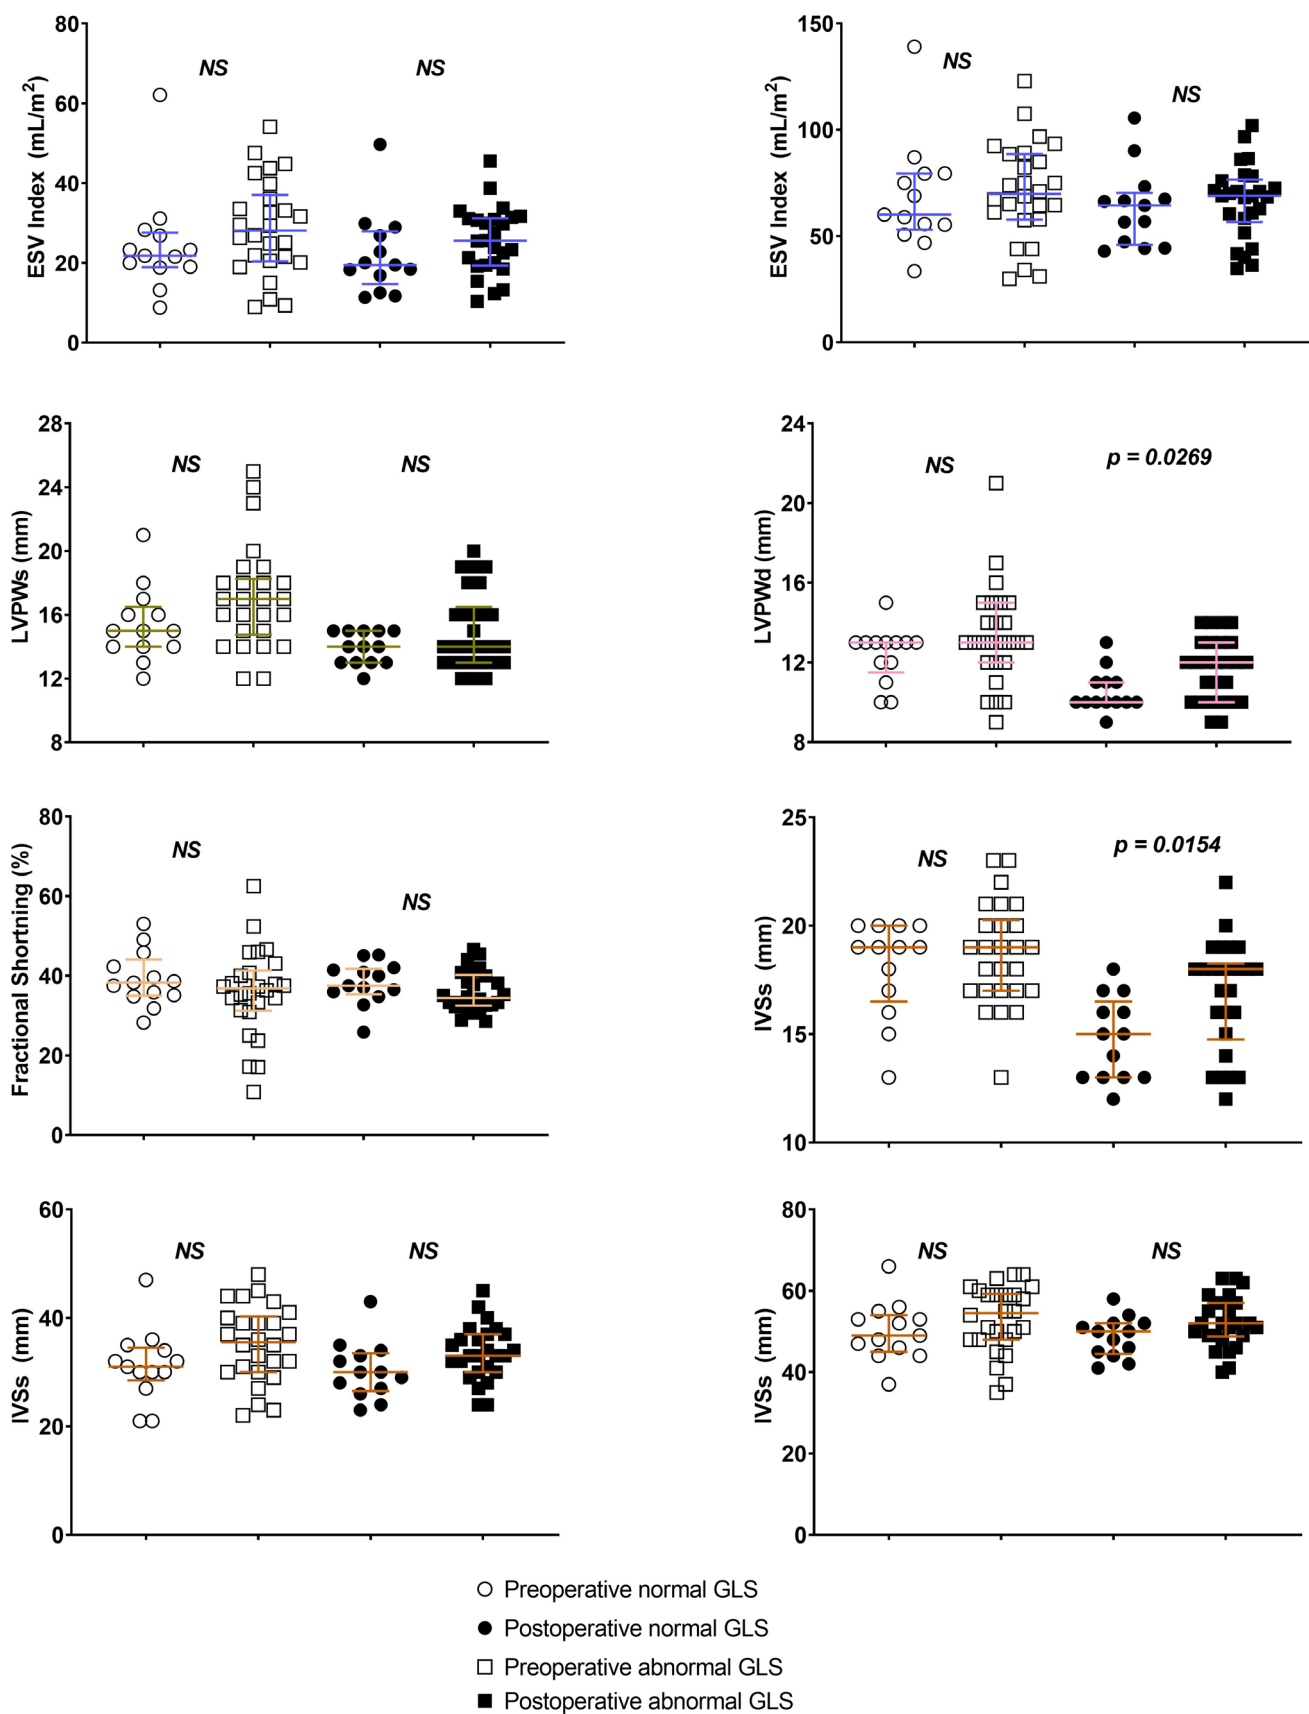 ESV Index (mL/m²)
80
60
40
20
0
NS
NS
ESV Index (mL/m²)
150
100
50
0
NS
NS
LVPWs (mm)
28
24
20
16
12
8
NS
NS
LVPWd (mm)
24
20
16
12
8
NS
p = 0.0269
Fractional Shortning (%)
80
60
40
20
0
NS
NS
IVSs (mm)
25
20
15
10
NS
p = 0.0154
IVSs (mm)
60
40
20
0
NS
NS
IVSs (mm)
80
60
40
20
0
NS
NS
Preoperative normal GLS
Postoperative normal GLS
Preoperative abnormal GLS
Postoperative abnormal GLS